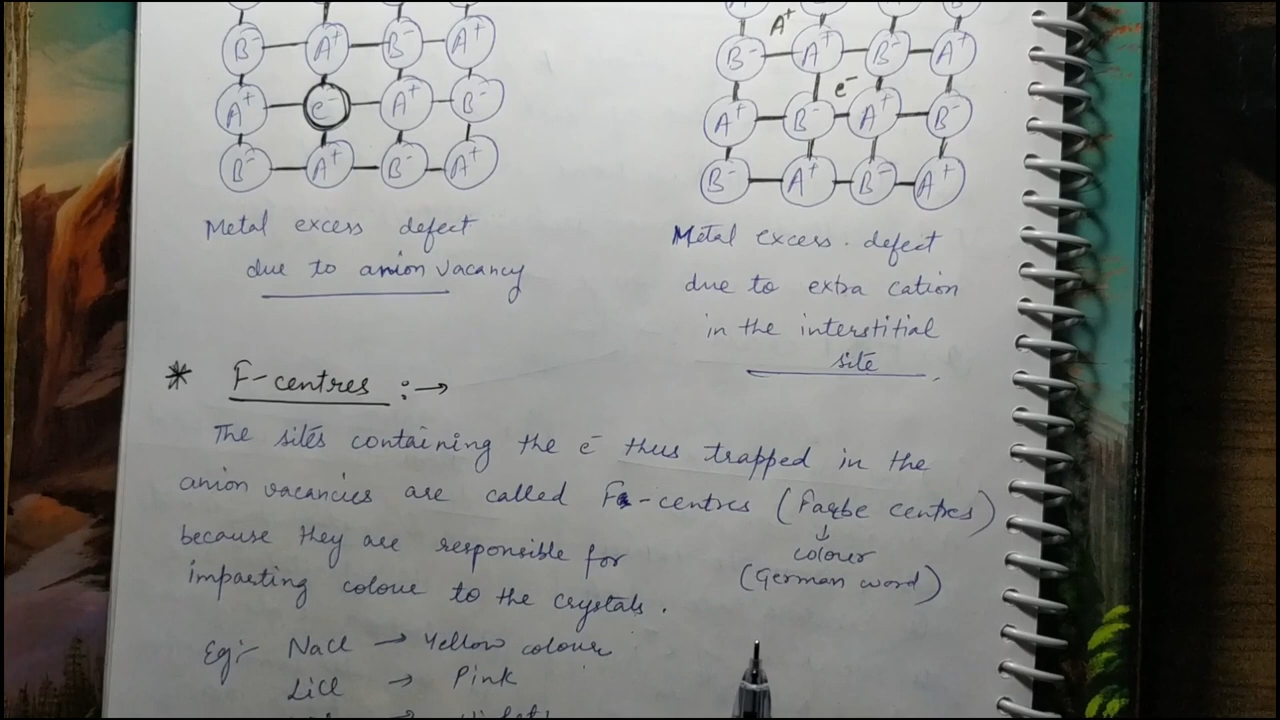 B⁻ A⁺ B⁻ A⁺
A⁺ e⁻ A⁺ B⁻
B⁻ A⁺ B⁻ A⁺
Metal excess defect
due to anion vacancy
A⁺
B⁻ A⁺ B⁻ A⁺
e⁻
A⁺ B⁻ A⁺ B⁻
B⁻ A⁺ B⁻ A⁺
Metal excess. defect
due to extra cation
in the interstitial
site.
* F-centres :→
The sites containing the e⁻ thus trapped in the
anion vacancies are called F-centres (Farbe centres)
↓
because they are responsible for
colour
imparting colour to the crystals.
(German word)
Eg:- NaCl → Yellow colour
LiCl → Pink